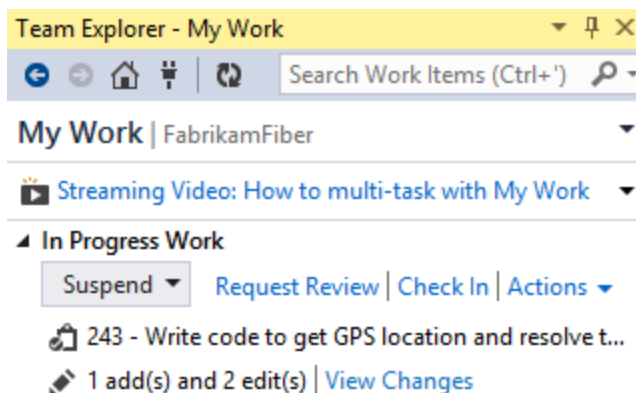 Team Explorer - My Work
Search Work Items (Ctrl+')
My Work | FabrikamFiber
Streaming Video: How to multi-task with My Work
In Progress Work
Suspend Request Review | Check In | Actions
243 - Write code to get GPS location and resolve t...
1 add(s) and 2 edit(s) | View Changes